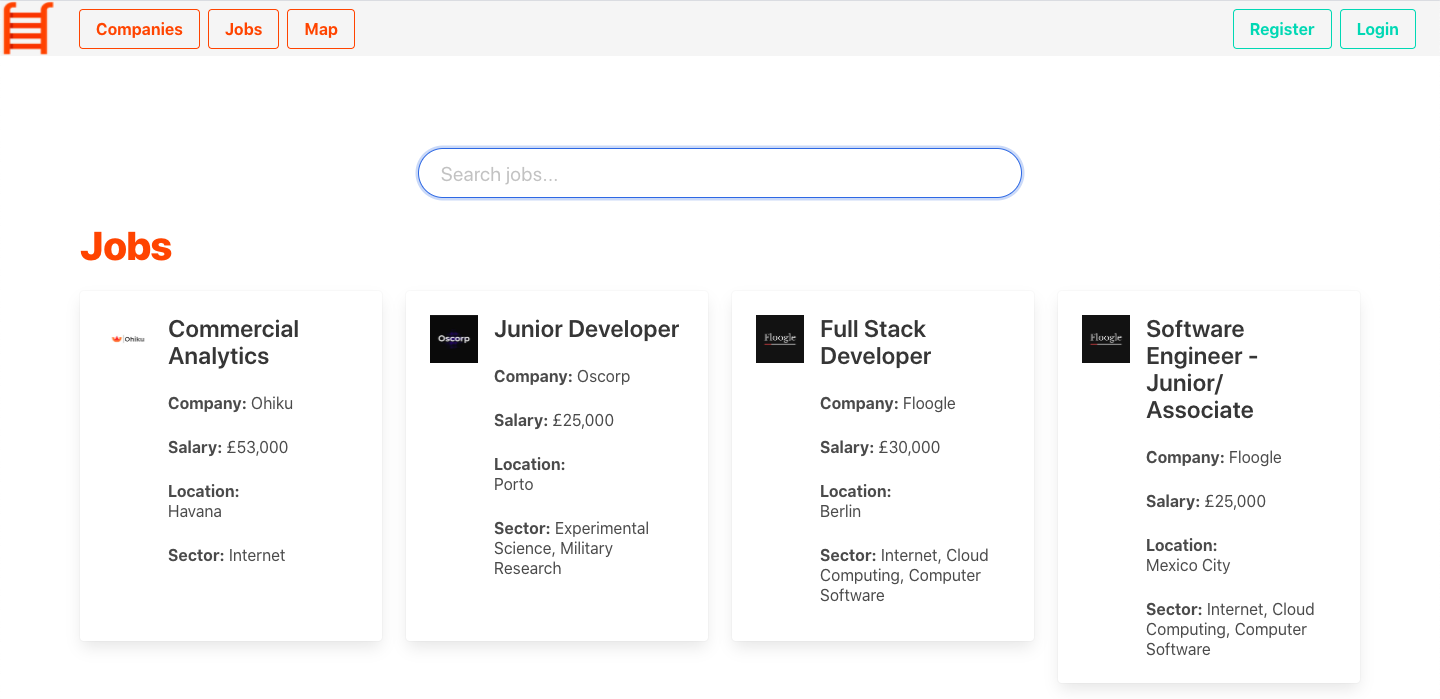 Companies
Jobs
Map
Register
Login
Search jobs...
Jobs
Ohiku
Commercial
Analytics
Company: Ohiku
Salary: £53,000
Location:
Havana
Sector: Internet
Oscorp
Junior Developer
Company: Oscorp
Salary: £25,000
Location:
Porto
Sector: Experimental
Science, Military
Research
Floogle
Full Stack
Developer
Company: Floogle
Salary: £30,000
Location:
Berlin
Sector: Internet, Cloud
Computing, Computer
Software
Floogle
Software
Engineer -
Junior/
Associate
Company: Floogle
Salary: £25,000
Location:
Mexico City
Sector: Internet, Cloud
Computing, Computer
Software